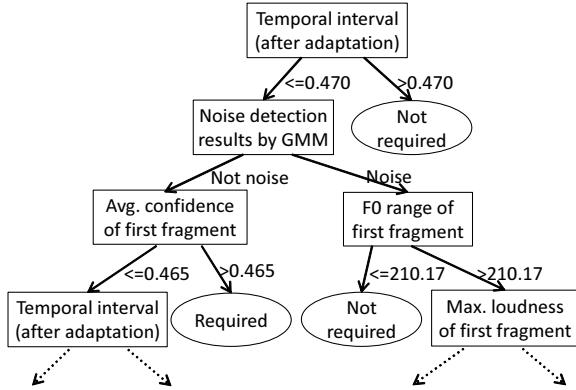 Temporal interval
(after adaptation)
<=0.470
>0.470
Noise detection
results by GMM
Not
required
Not noise
Noise
Avg. confidence
of first fragment
F0 range of
first fragment
<=0.465
>0.465
<=210.17
>210.17
Temporal interval
(after adaptation)
Required
Not
required
Max. loudness
of first fragment